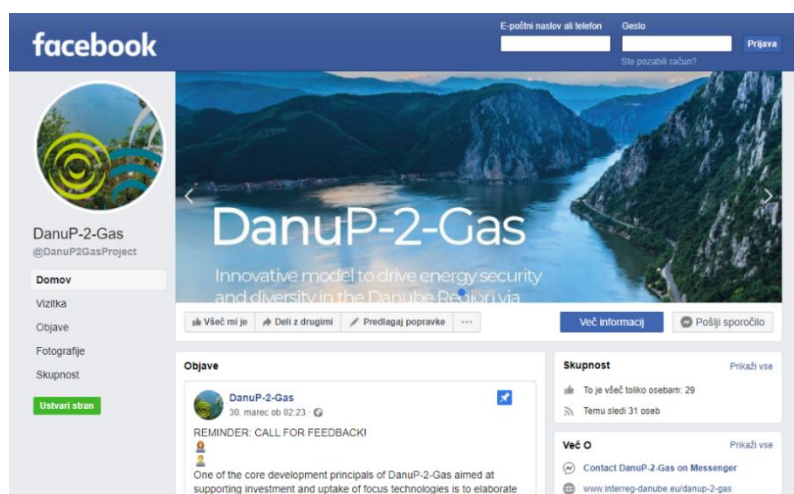 facebook
E-poštni naslov ali telefon
Geslo
Prijava
Ste pozabili račun?
DanuP-2-Gas
@DanuP2GasProject
Domov
Vizitka
Objave
Fotografije
Skupnost
Ustvari stran
DanuP-2-Gas
Innovative model to drive energy security
and diversity in the Danube Region via
Všeč mi je
Deli z drugimi
Predlagaj popravke
Več informacij
Pošlji sporočilo
Objave
DanuP-2-Gas
30. marec ob 02:23
REMINDER: CALL FOR FEEDBACK!
One of the core development principals of DanuP-2-Gas aimed at
supporting investment and uptake of focus technologies is to elaborate
Skupnost
Prikaži vse
To je všeč toliko osebam: 29
Temu sledi 31 oseb
Več O
Prikaži vse
Contact DanuP-2-Gas on Messenger
www.interreg-danube.eu/danup-2-gas